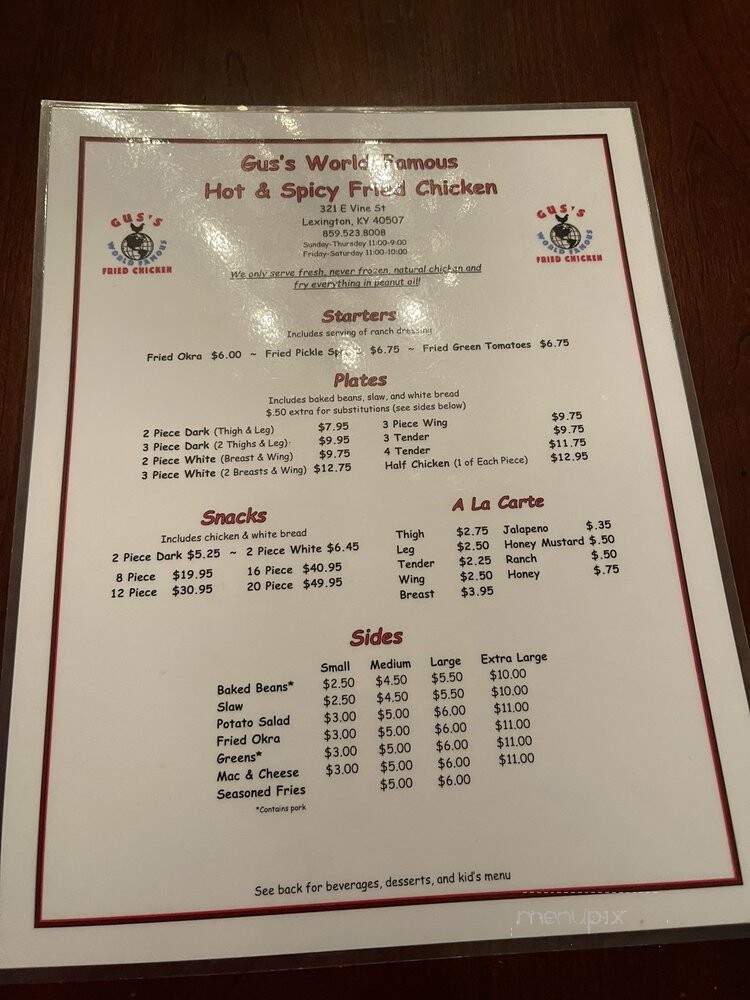 Gus's World Famous
Hot & Spicy Fried Chicken
321 E Vine St
Lexington, KY 40507
859.523.8008
Sunday-Thursday 11:00-9:00
Friday-Saturday 11:00-10:00
GUS'S
WORLD FAMOUS
FRIED CHICKEN
GUS'S
WORLD FAMOUS
FRIED CHICKEN
We only serve fresh, never frozen, natural chicken and
fry everything in peanut oil!
Starters
Includes serving of ranch dressing
Fried Okra $6.00 ~ Fried Pickle $6.75 ~ Fried Green Tomatoes $6.75
Plates
Includes baked beans, slaw, and white bread
$.50 extra for substitutions (see sides below)
2 Piece Dark (Thigh & Leg) $7.95
3 Piece Dark (2 Thighs & Leg) $9.95
2 Piece White (Breast & Wing) $9.75
3 Piece White (2 Breasts & Wing) $12.75
3 Piece Wing $9.75
3 Tender $9.75
4 Tender $11.75
Half Chicken (1 of Each Piece) $12.95
Snacks
Includes chicken & white bread
2 Piece Dark $5.25 ~ 2 Piece White $6.45
8 Piece $19.95 16 Piece $40.95
12 Piece $30.95 20 Piece $49.95
A La Carte
Thigh $2.75 Jalapeno $.35
Leg $2.50 Honey Mustard $.50
Tender $2.25 Ranch $.50
Wing $2.50 Honey $.75
Breast $3.95
Sides
Small Medium Large Extra Large
Baked Beans* $2.50 $4.50 $5.50 $10.00
Slaw $2.50 $4.50 $5.50 $10.00
Potato Salad $3.00 $5.00 $6.00 $11.00
Fried Okra $3.00 $5.00 $6.00 $11.00
Greens* $3.00 $5.00 $6.00 $11.00
Mac & Cheese $3.00 $5.00 $6.00 $11.00
Seasoned Fries $5.00 $6.00
*Contains pork
See back for beverages, desserts, and kid's menu
menupix